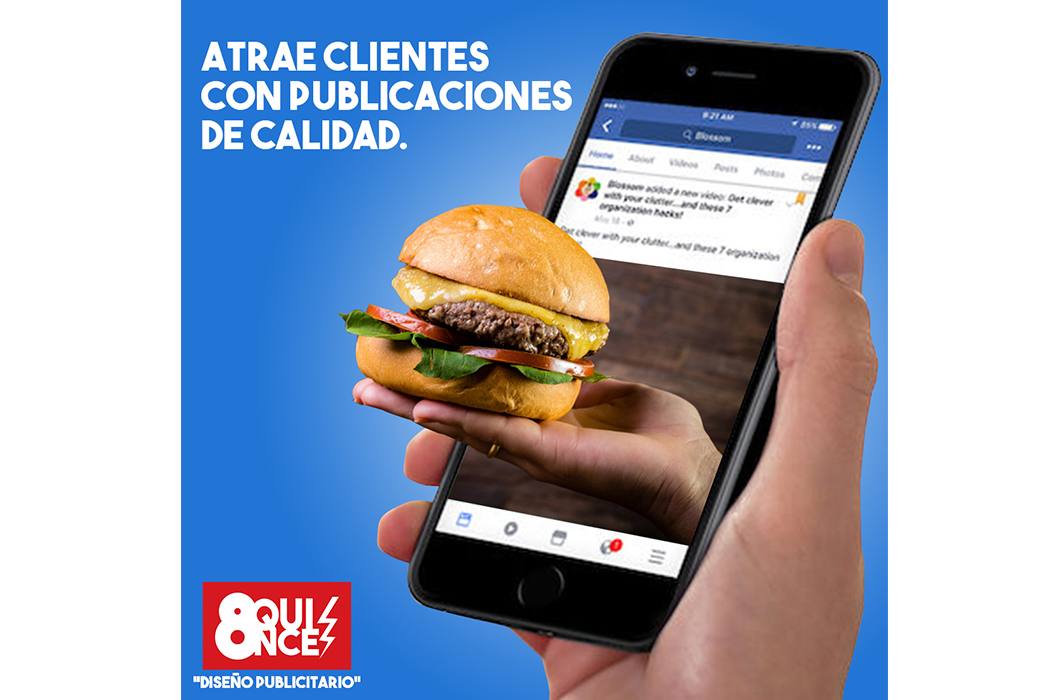 ATRAE CLIENTES
CON PUBLICACIONES
DE CALIDAD.
9:21 AM
85%
Blossom
Home About Videos Posts Photos Com
Blossom added a new video: Get clever
with your clutter...and these 7
organization hacks!
May 18
Get clever with your clutter...and these 7 organization
8QUI
NCE
"DISEÑO PUBLICITARIO"